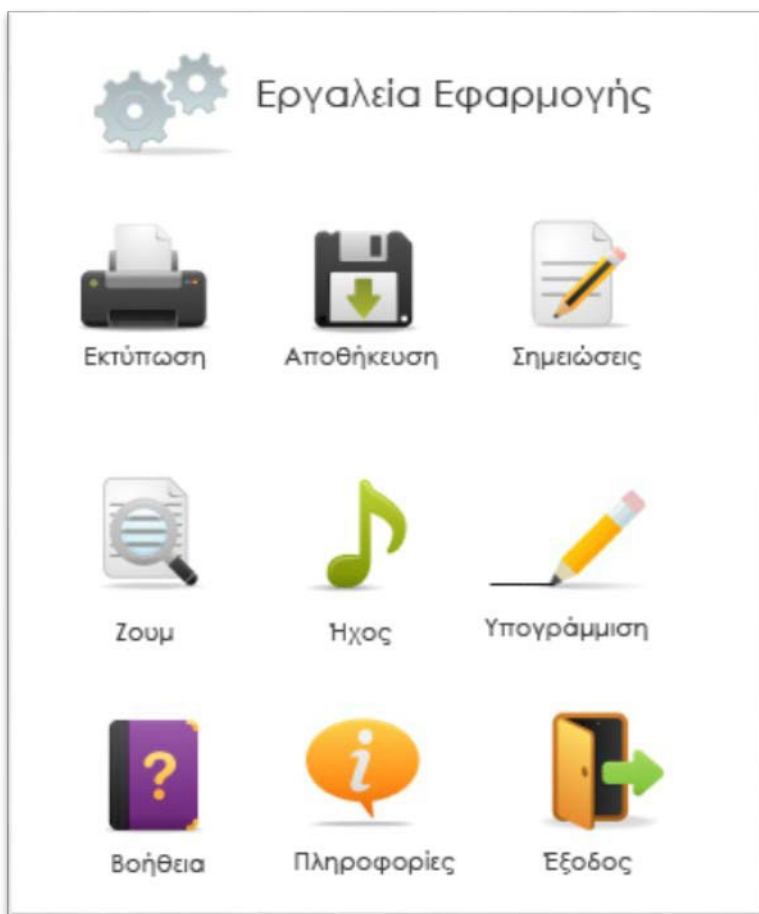 Εργαλεία Εφαρμογής
Εκτύπωση Αποθήκευση Σημειώσεις
Ζουμ Ήχος Υπογράμμιση
?
i
Βοήθεια Πληροφορίες Έξοδος